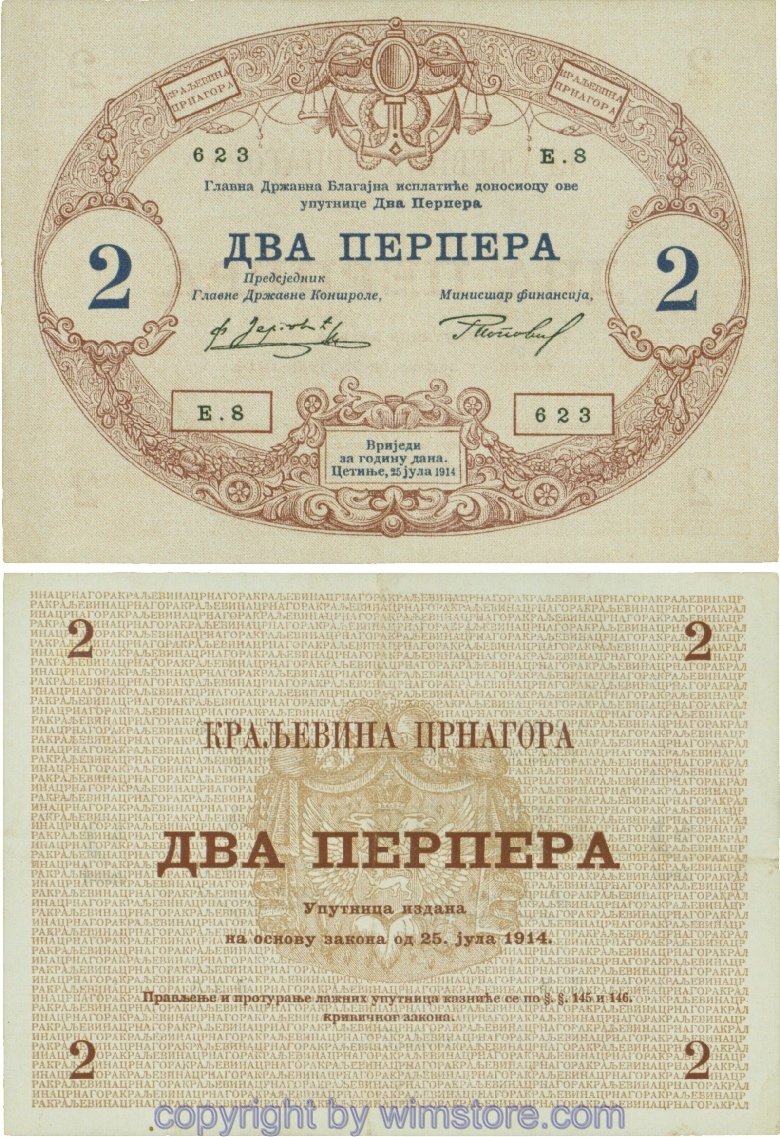 КРАЉЕВИНА
ЦРНАГОРА
КРАЉЕВИНА
ЦРНАГОРА
623 Е.8
Главна Државна Благајна исплатиће доносиоцу ове
упутнице Два Перпера
2 ДВА ПЕРПЕРА 2
Предсједник
Главне Државне Контроле, Министар финансија,
Е.8 623
Вриједи
за годину дана.
Цетиње, 25 јула 1914
2 2
КРАЉЕВИНА ЦРНАГОРА
ДВА ПЕРПЕРА
Упутница издана
на основу закона од 25. јула 1914.
Прављење и протурање лажних упутница казниће се по §. §. 145 и 146.
кривичног закона.
2 2
copyright by wimstore.com